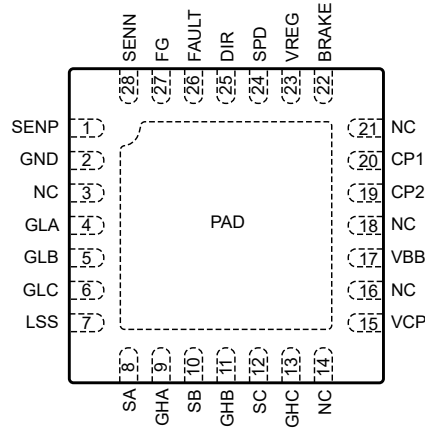 SENN FG FAULT DIR SPD VREG BRAKE
28 27 26 25 24 23 22
SENP 1
GND 2
NC 3
GLA 4
GLB 5
GLC 6
LSS 7
PAD
21 NC
20 CP1
19 CP2
18 NC
17 VBB
16 NC
15 VCP
8 9 10 11 12 13 14
SA GHA SB GHB SC GHC NC